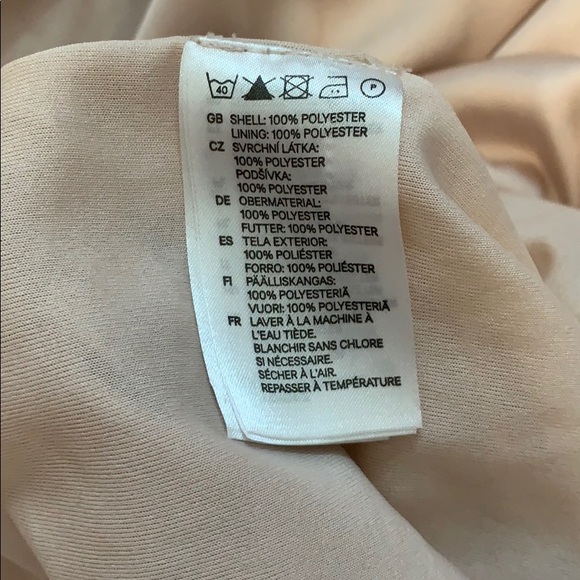 40 P
GB SHELL: 100% POLYESTER
LINING: 100% POLYESTER
CZ SVRCHNÍ LÁTKA:
100% POLYESTER
PODŠÍVKA:
100% POLYESTER
DE OBERMATERIAL:
100% POLYESTER
FUTTER: 100% POLYESTER
ES TELA EXTERIOR:
100% POLIÉSTER
FORRO: 100% POLIÉSTER
FI PÄÄLLISKANGAS:
100% POLYESTERIÄ
VUORI: 100% POLYESTERIÄ
FR LAVER À LA MACHINE À
L'EAU TIÈDE.
BLANCHIR SANS CHLORE
SI NÉCESSAIRE.
SÉCHER À L'AIR.
REPASSER À TEMPÉRATURE